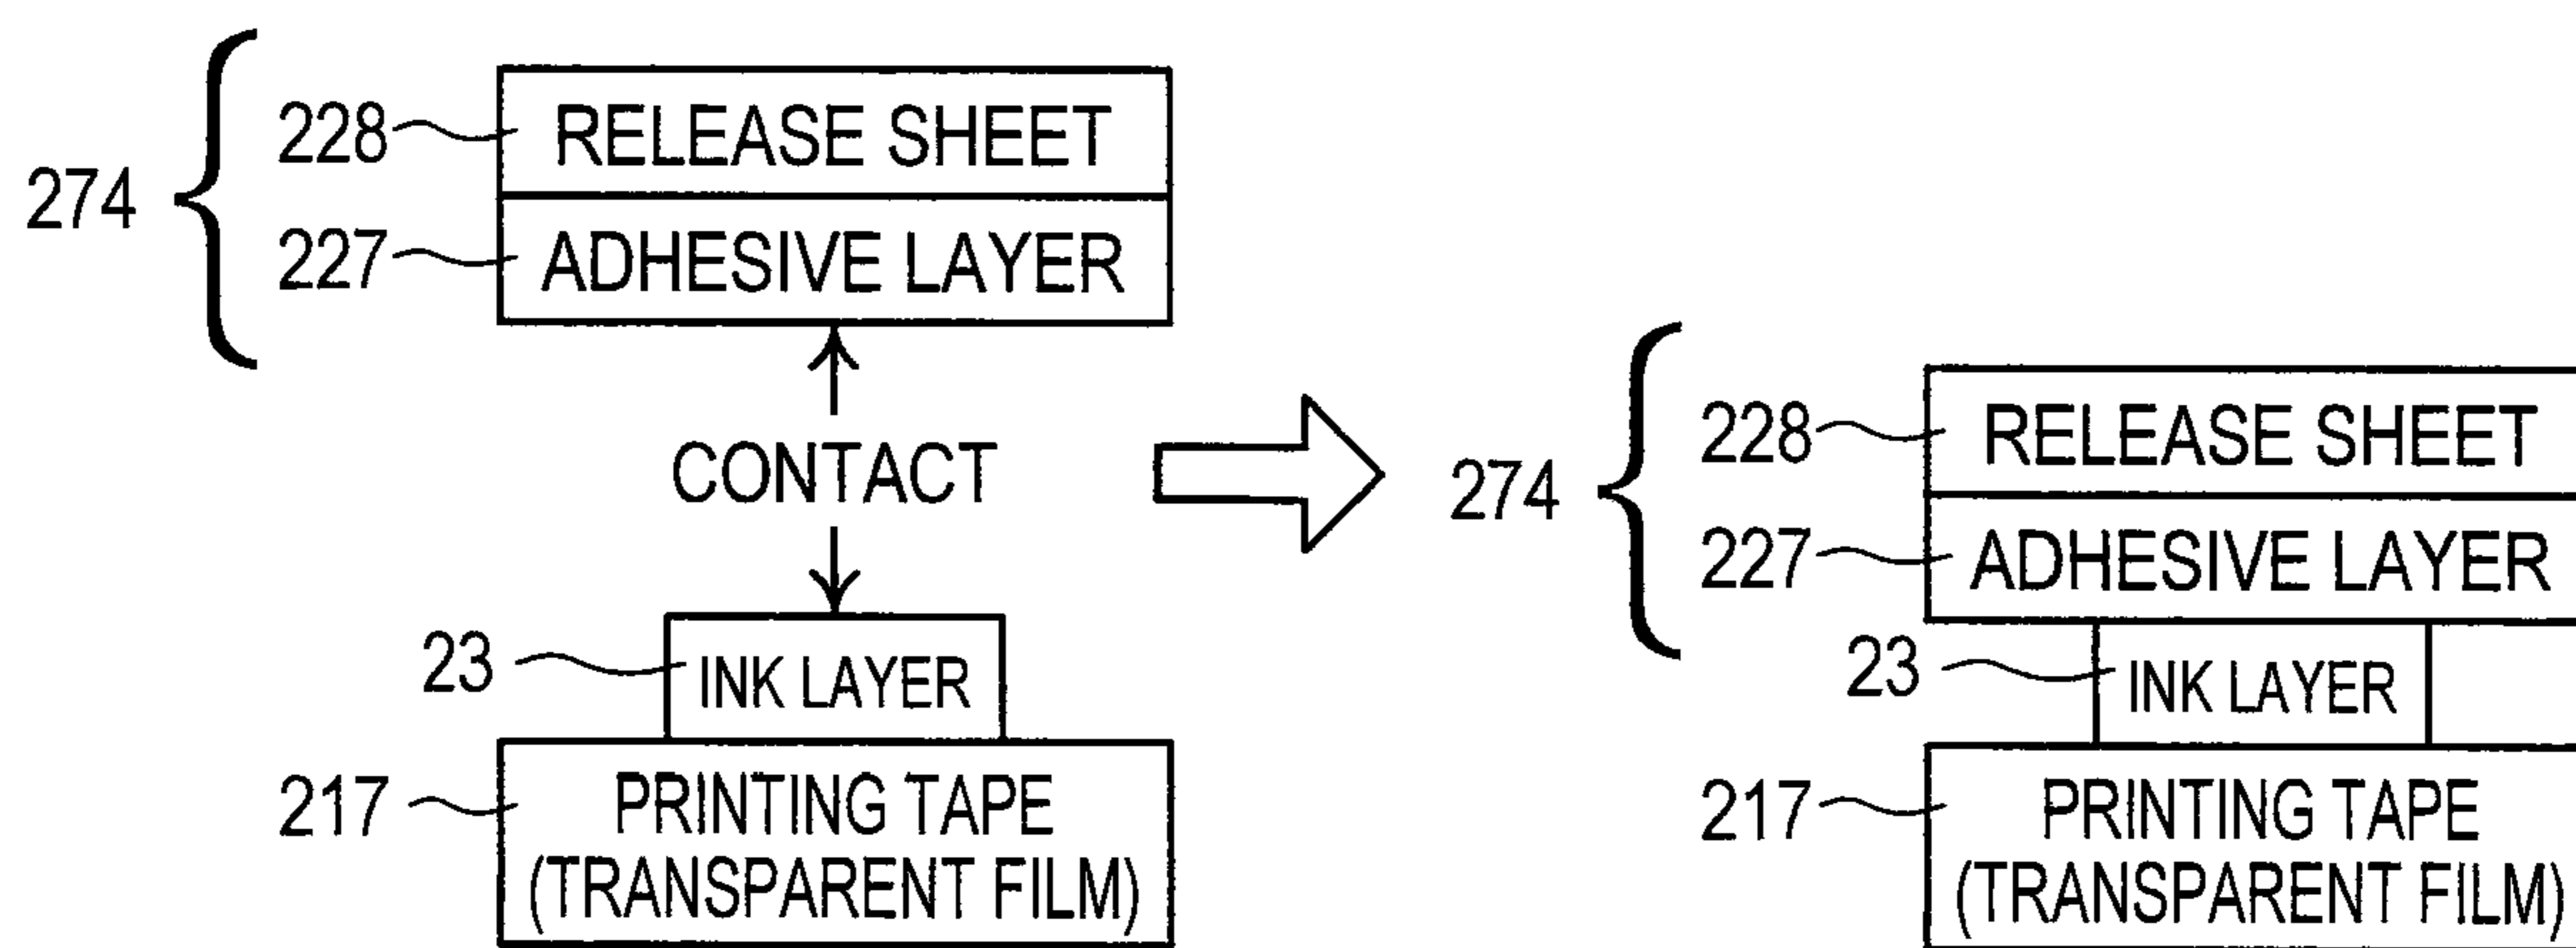 274
228 RELEASE SHEET
227 ADHESIVE LAYER
CONTACT
23 INK LAYER
217 PRINTING TAPE
(TRANSPARENT FILM)
274
228 RELEASE SHEET
227 ADHESIVE LAYER
23 INK LAYER
217 PRINTING TAPE
(TRANSPARENT FILM)